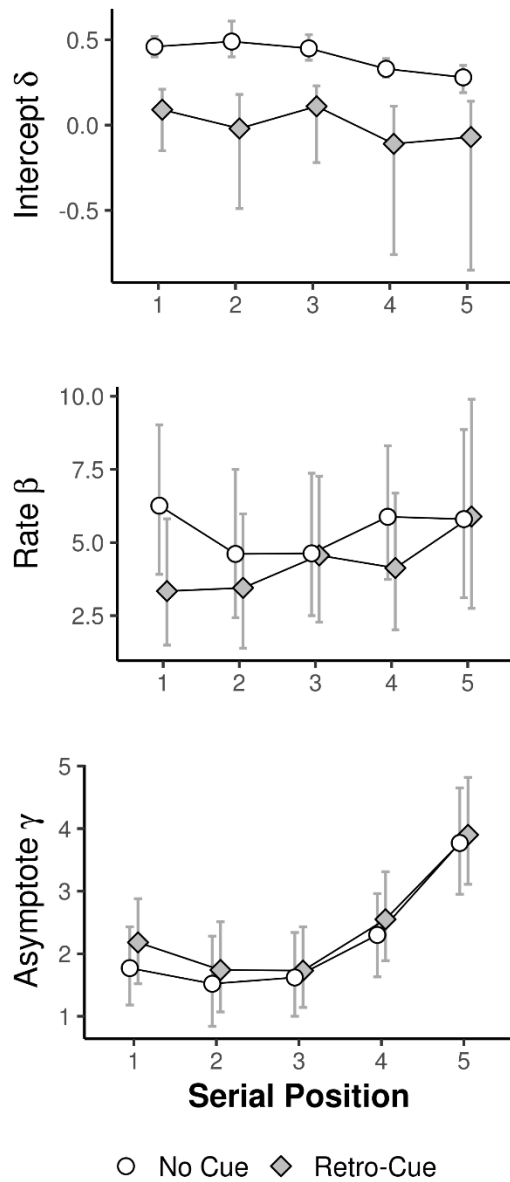 Intercept δ
0.5
0.0
-0.5
1 2 3 4 5
Rate β
10.0
7.5
5.0
2.5
1 2 3 4 5
Asymptote γ
5
4
3
2
1
1 2 3 4 5
Serial Position
No Cue Retro-Cue